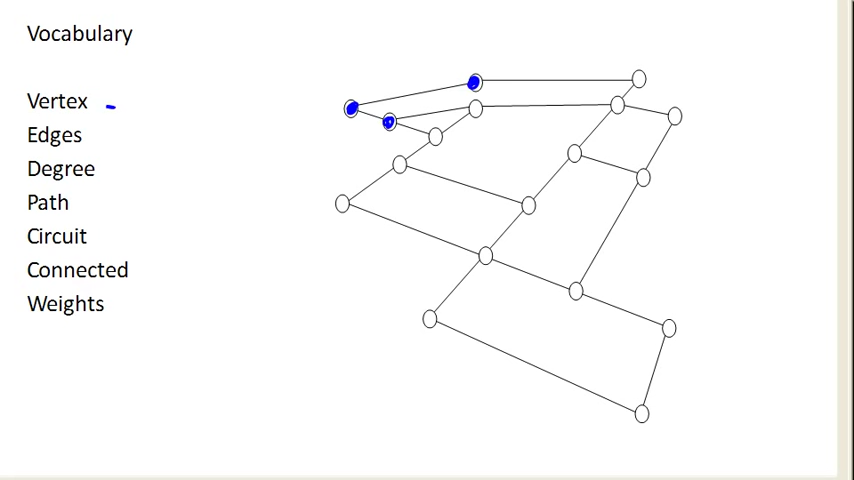 Vocabulary
Vertex -
Edges
Degree
Path
Circuit
Connected
Weights